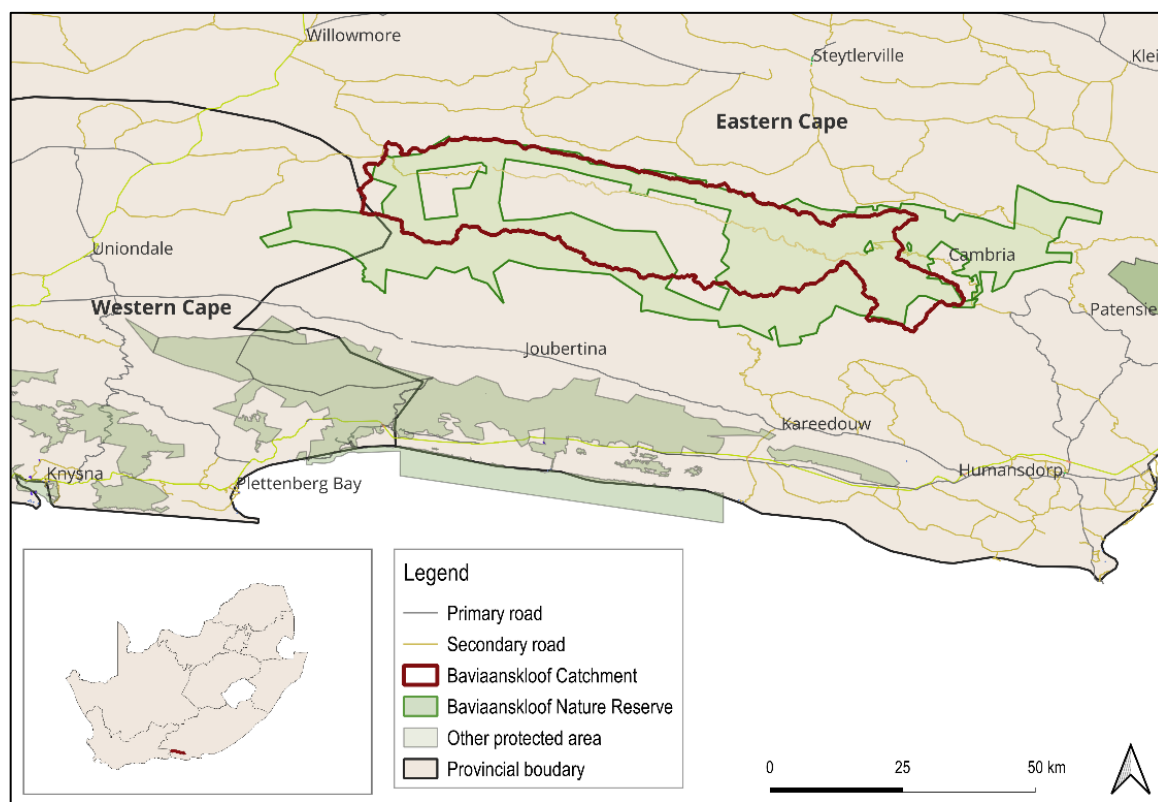 Willowmore
Steytlerville
Klei
Eastern Cape
Uniondale
Cambria
Western Cape
Patensie
Joubertina
Kareedouw
Knysna
Plettenberg Bay
Humansdorp
Legend
Primary road
Secondary road
Baviaanskloof Catchment
Baviaanskloof Nature Reserve
Other protected area
Provincial boudary
0
25
50 km